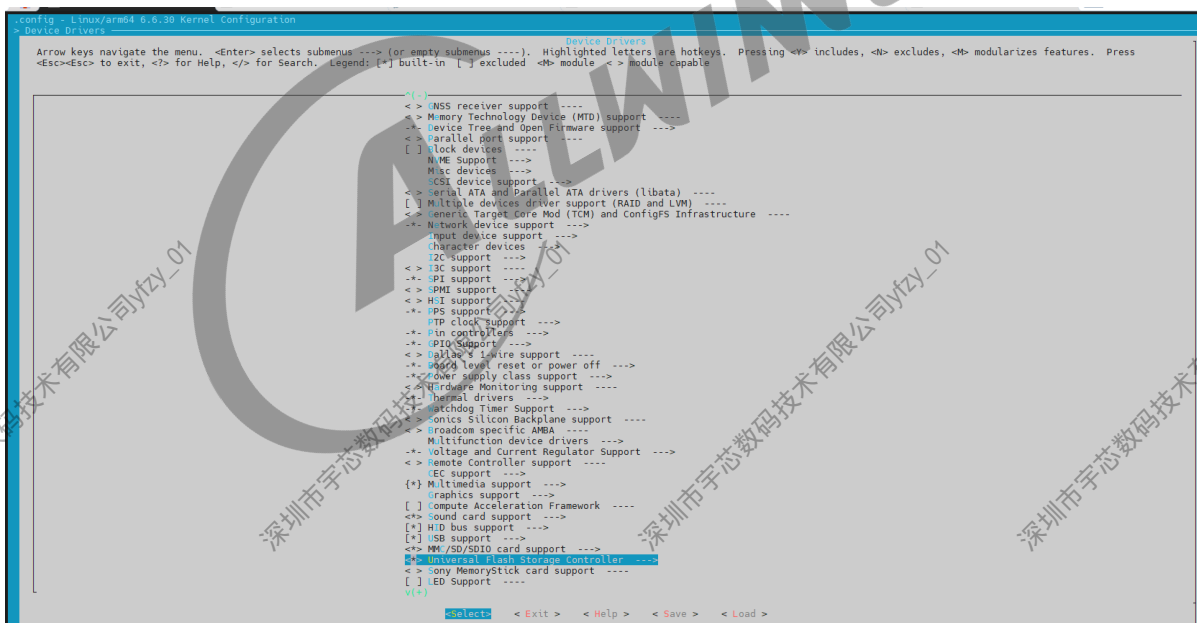 .config - Linux/arm64 6.6.30 Kernel Configuration
> Device Drivers
Device Drivers
Arrow keys navigate the menu. <Enter> selects submenus ---> (or empty submenus ----). Highlighted letters are hotkeys. Pressing <Y> includes, <N> excludes, <M> modularizes features. Press
<Esc><Esc> to exit, <?> for Help, </> for Search. Legend: [*] built-in [ ] excluded <M> module < > module capable
^(-)
< > GNSS receiver support ----
< > Memory Technology Device (MTD) support ----
-*- Device Tree and Open Firmware support --->
< > Parallel port support ----
[ ] Block devices ----
NVME Support --->
Misc devices --->
SCSI device support --->
< > Serial ATA and Parallel ATA drivers (libata) ----
[ ] Multiple devices driver support (RAID and LVM) ----
< > Generic Target Core Mod (TCM) and ConfigFS Infrastructure ----
-*- Network device support --->
Input device support --->
Character devices --->
I2C support --->
< > I3C support ----
-*- SPI support --->
< > SPMI support ----
< > HSI support ----
-*- PPS support --->
PTP clock support --->
-*- Pin controllers --->
-*- GPIO Support --->
< > Dallas's 1-wire support ----
-*- Board level reset or power off --->
-*- Power supply class support --->
< > Hardware Monitoring support ----
-*- Thermal drivers --->
-*- Watchdog Timer Support --->
< > Sonics Silicon Backplane support ----
< > Broadcom specific AMBA ----
Multifunction device drivers --->
-*- Voltage and Current Regulator Support --->
< > Remote Controller support ----
CEC support --->
{*} Multimedia support --->
Graphics support --->
[ ] Compute Acceleration Framework ----
<*> Sound card support --->
[*] HID bus support --->
[*] USB support --->
<*> MMC/SD/SDIO card support --->
<*> Universal Flash Storage Controller --->
< > Sony MemoryStick card support ----
[ ] LED Support ----
v(+)
<Select> < Exit > < Help > < Save > < Load >
ALLWIN
深圳市宇芯数码技术有限公司yfzy_01
深圳市宇芯数码技术有限公司yfzy_01
深圳市宇芯数码技术有限公司yfzy_01